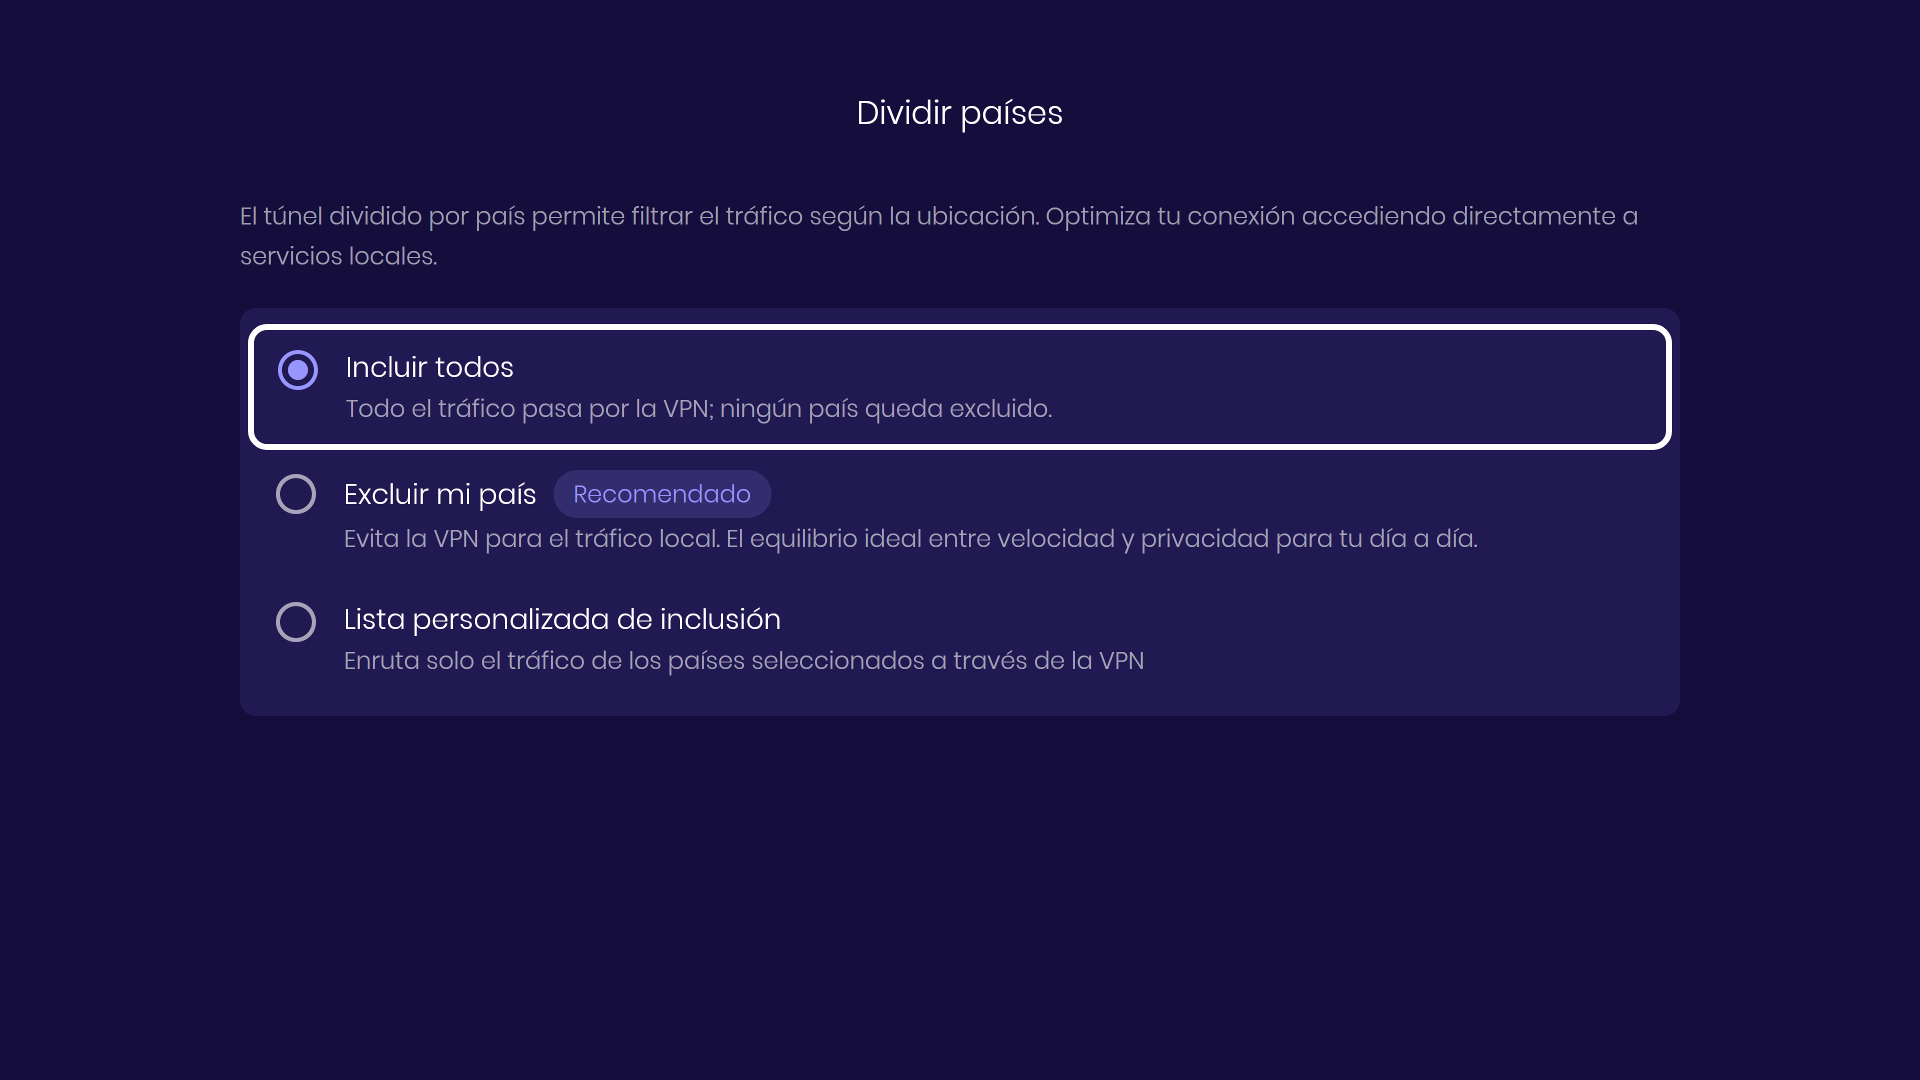 Dividir países
El túnel dividido por país permite filtrar el tráfico según la ubicación. Optimiza tu conexión accediendo directamente a
servicios locales.
Incluir todos
Todo el tráfico pasa por la VPN; ningún país queda excluido.
Excluir mi país Recomendado
Evita la VPN para el tráfico local. El equilibrio ideal entre velocidad y privacidad para tu día a día.
Lista personalizada de inclusión
Enruta solo el tráfico de los países seleccionados a través de la VPN